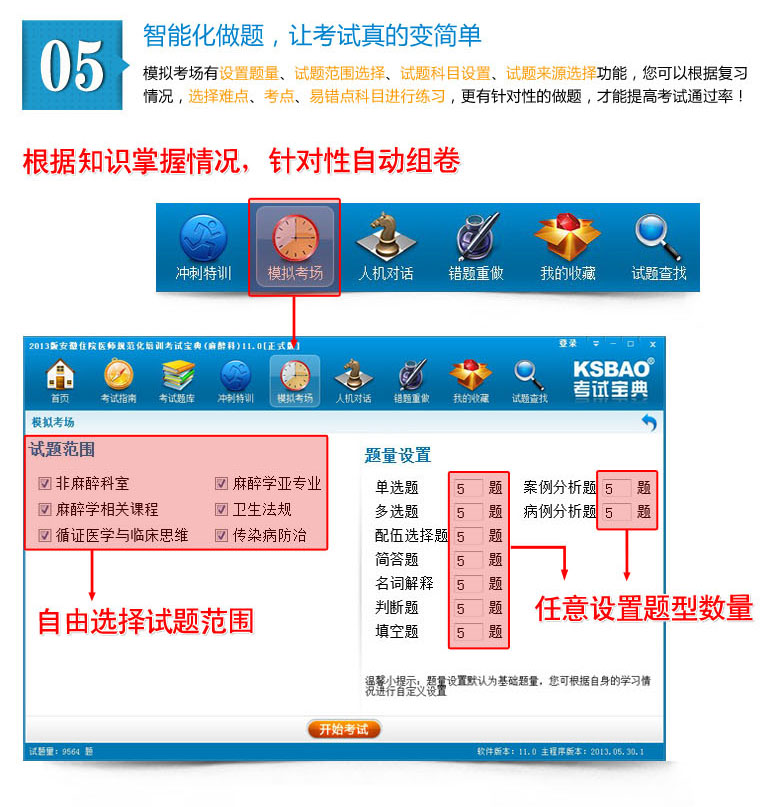 05
智能化做题，让考试真的变简单
模拟考场有设置题量、试题范围选择、试题科目设置、试题来源选择功能，您可以根据复习
情况，选择难点、考点、易错点科目进行练习，更有针对性的做题，才能提高考试通过率！
根据知识掌握情况，针对性自动组卷
冲刺特训 模拟考场 人机对话 错题重做 我的收藏 试题查找
2013版安徽住院医师规范化培训考试宝典(麻醉科)11.0[正式版] 登录
首页 考试指南 考试题库 冲刺特训 模拟考场 人机对话 错题重做 我的收藏 试题查找
KSBAO®
考试宝典
模拟考场
试题范围
非麻醉科室 麻醉学亚专业
麻醉学相关课程 卫生法规
循证医学与临床思维 传染病防治
自由选择试题范围
题量设置
单选题 5 题 案例分析题 5 题
多选题 5 题 病例分析题 5 题
配伍选择题 5 题
简答题 5 题
名词解释 5 题
判断题 5 题
填空题 5 题
任意设置题型数量
温馨小提示：题量设置默认为基础题量，您可根据自身的学习情
况进行自定义设置
开始考试
试题量：9564 题 软件版本：11.0 主程序版本：2013.05.30.1